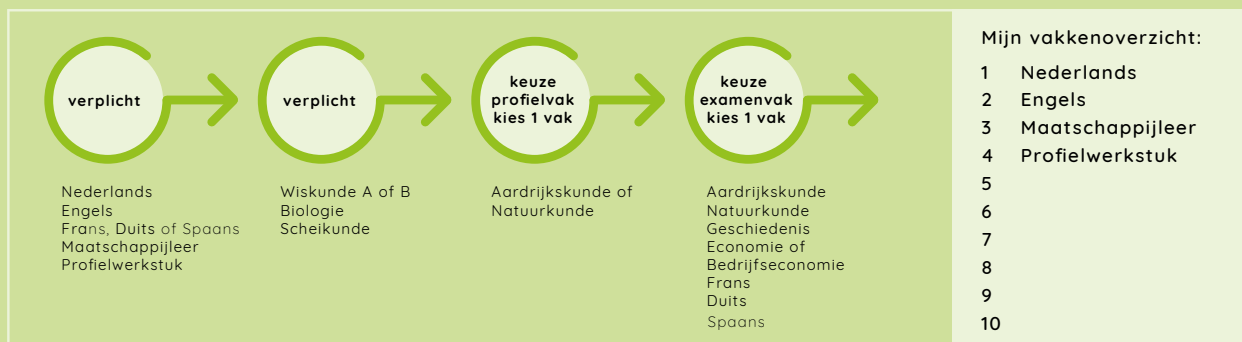 verplicht
verplicht
keuze
profielvak
kies 1 vak
keuze
examenvak
kies 1 vak
Nederlands
Engels
Frans, Duits of Spaans
Maatschappijleer
Profielwerkstuk
Wiskunde A of B
Biologie
Scheikunde
Aardrijkskunde of
Natuurkunde
Aardrijkskunde
Natuurkunde
Geschiedenis
Economie of
Bedrijfseconomie
Frans
Duits
Spaans
Mijn vakkenoverzicht:
1 Nederlands
2 Engels
3 Maatschappijleer
4 Profielwerkstuk
5
6
7
8
9
10